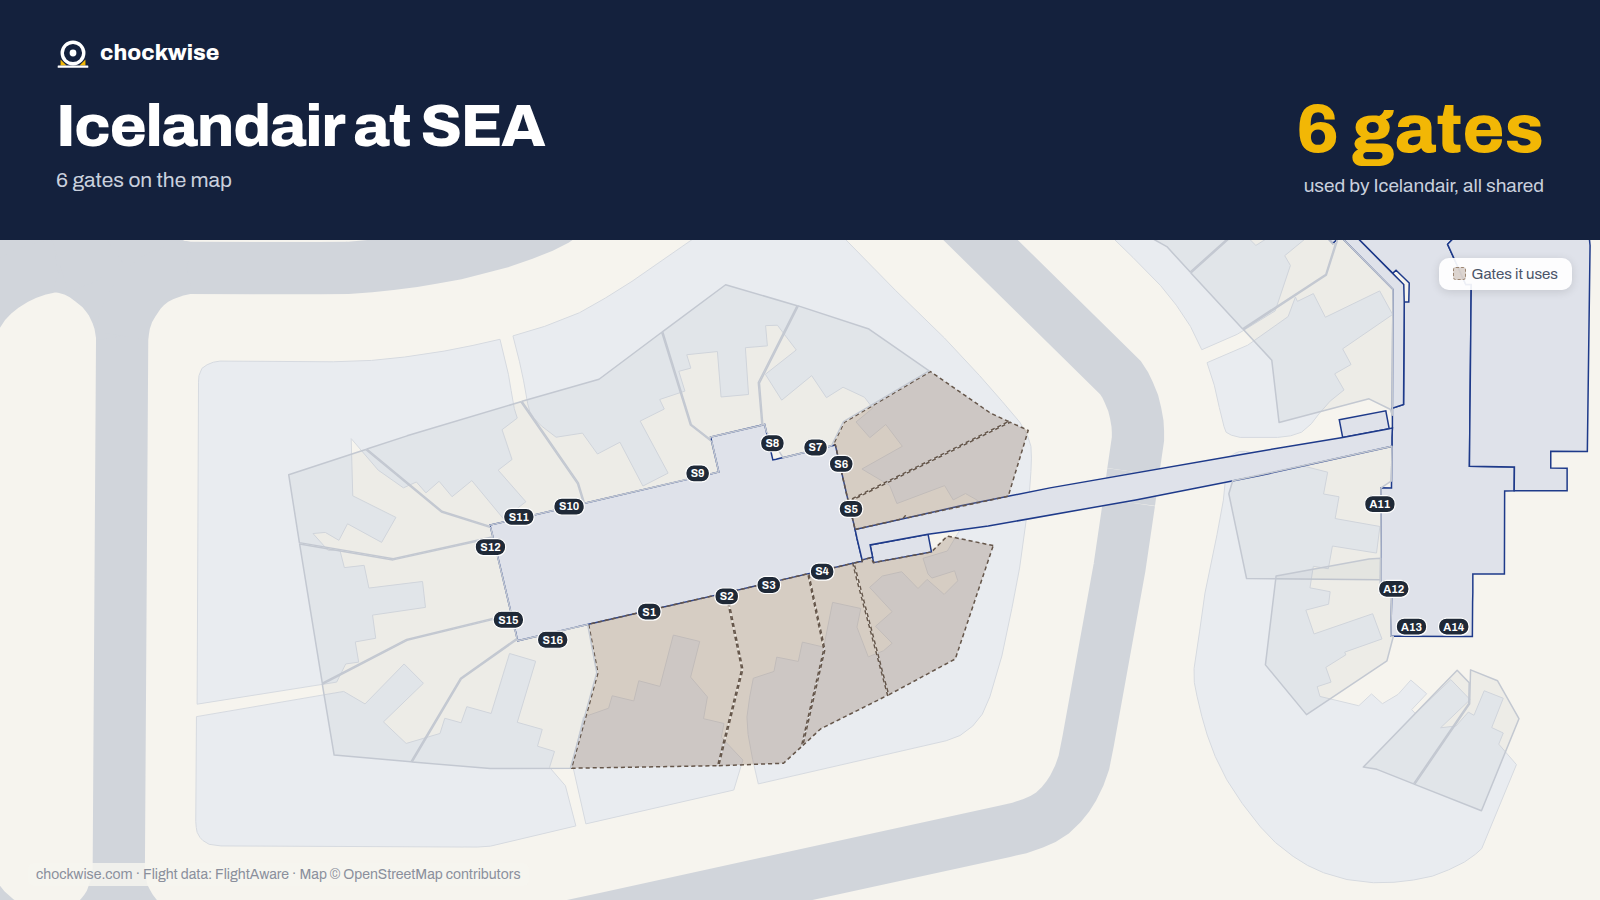 chockwise
Icelandair at SEA
6 gates on the map
6 gates
used by Icelandair, all shared
Gates it uses
S8
S7
S6
S9
S5
S10
S11
S12
A11
S4
S3
S2
S1
S15
S16
A12
A13
A14
chockwise.com · Flight data: FlightAware · Map © OpenStreetMap contributors